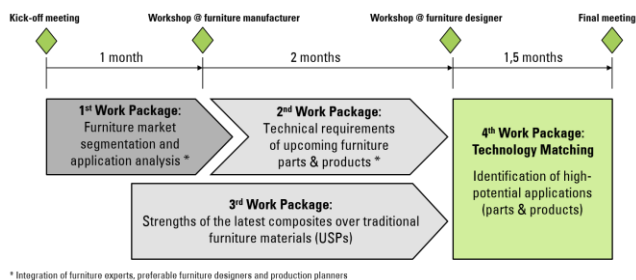 Kick-off meeting
Workshop @ furniture manufacturer
Workshop @ furniture designer
Final meeting
1 month
2 months
1,5 months
1st Work Package:
Furniture market
segmentation and
application analysis *
2nd Work Package:
Technical requirements
of upcoming furniture
parts & products *
4th Work Package:
Technology Matching
Identification of high-
potential applications
(parts & products)
3rd Work Package:
Strengths of the latest composites over traditional
furniture materials (USPs)
* Integration of furniture experts, preferable furniture designers and production planners